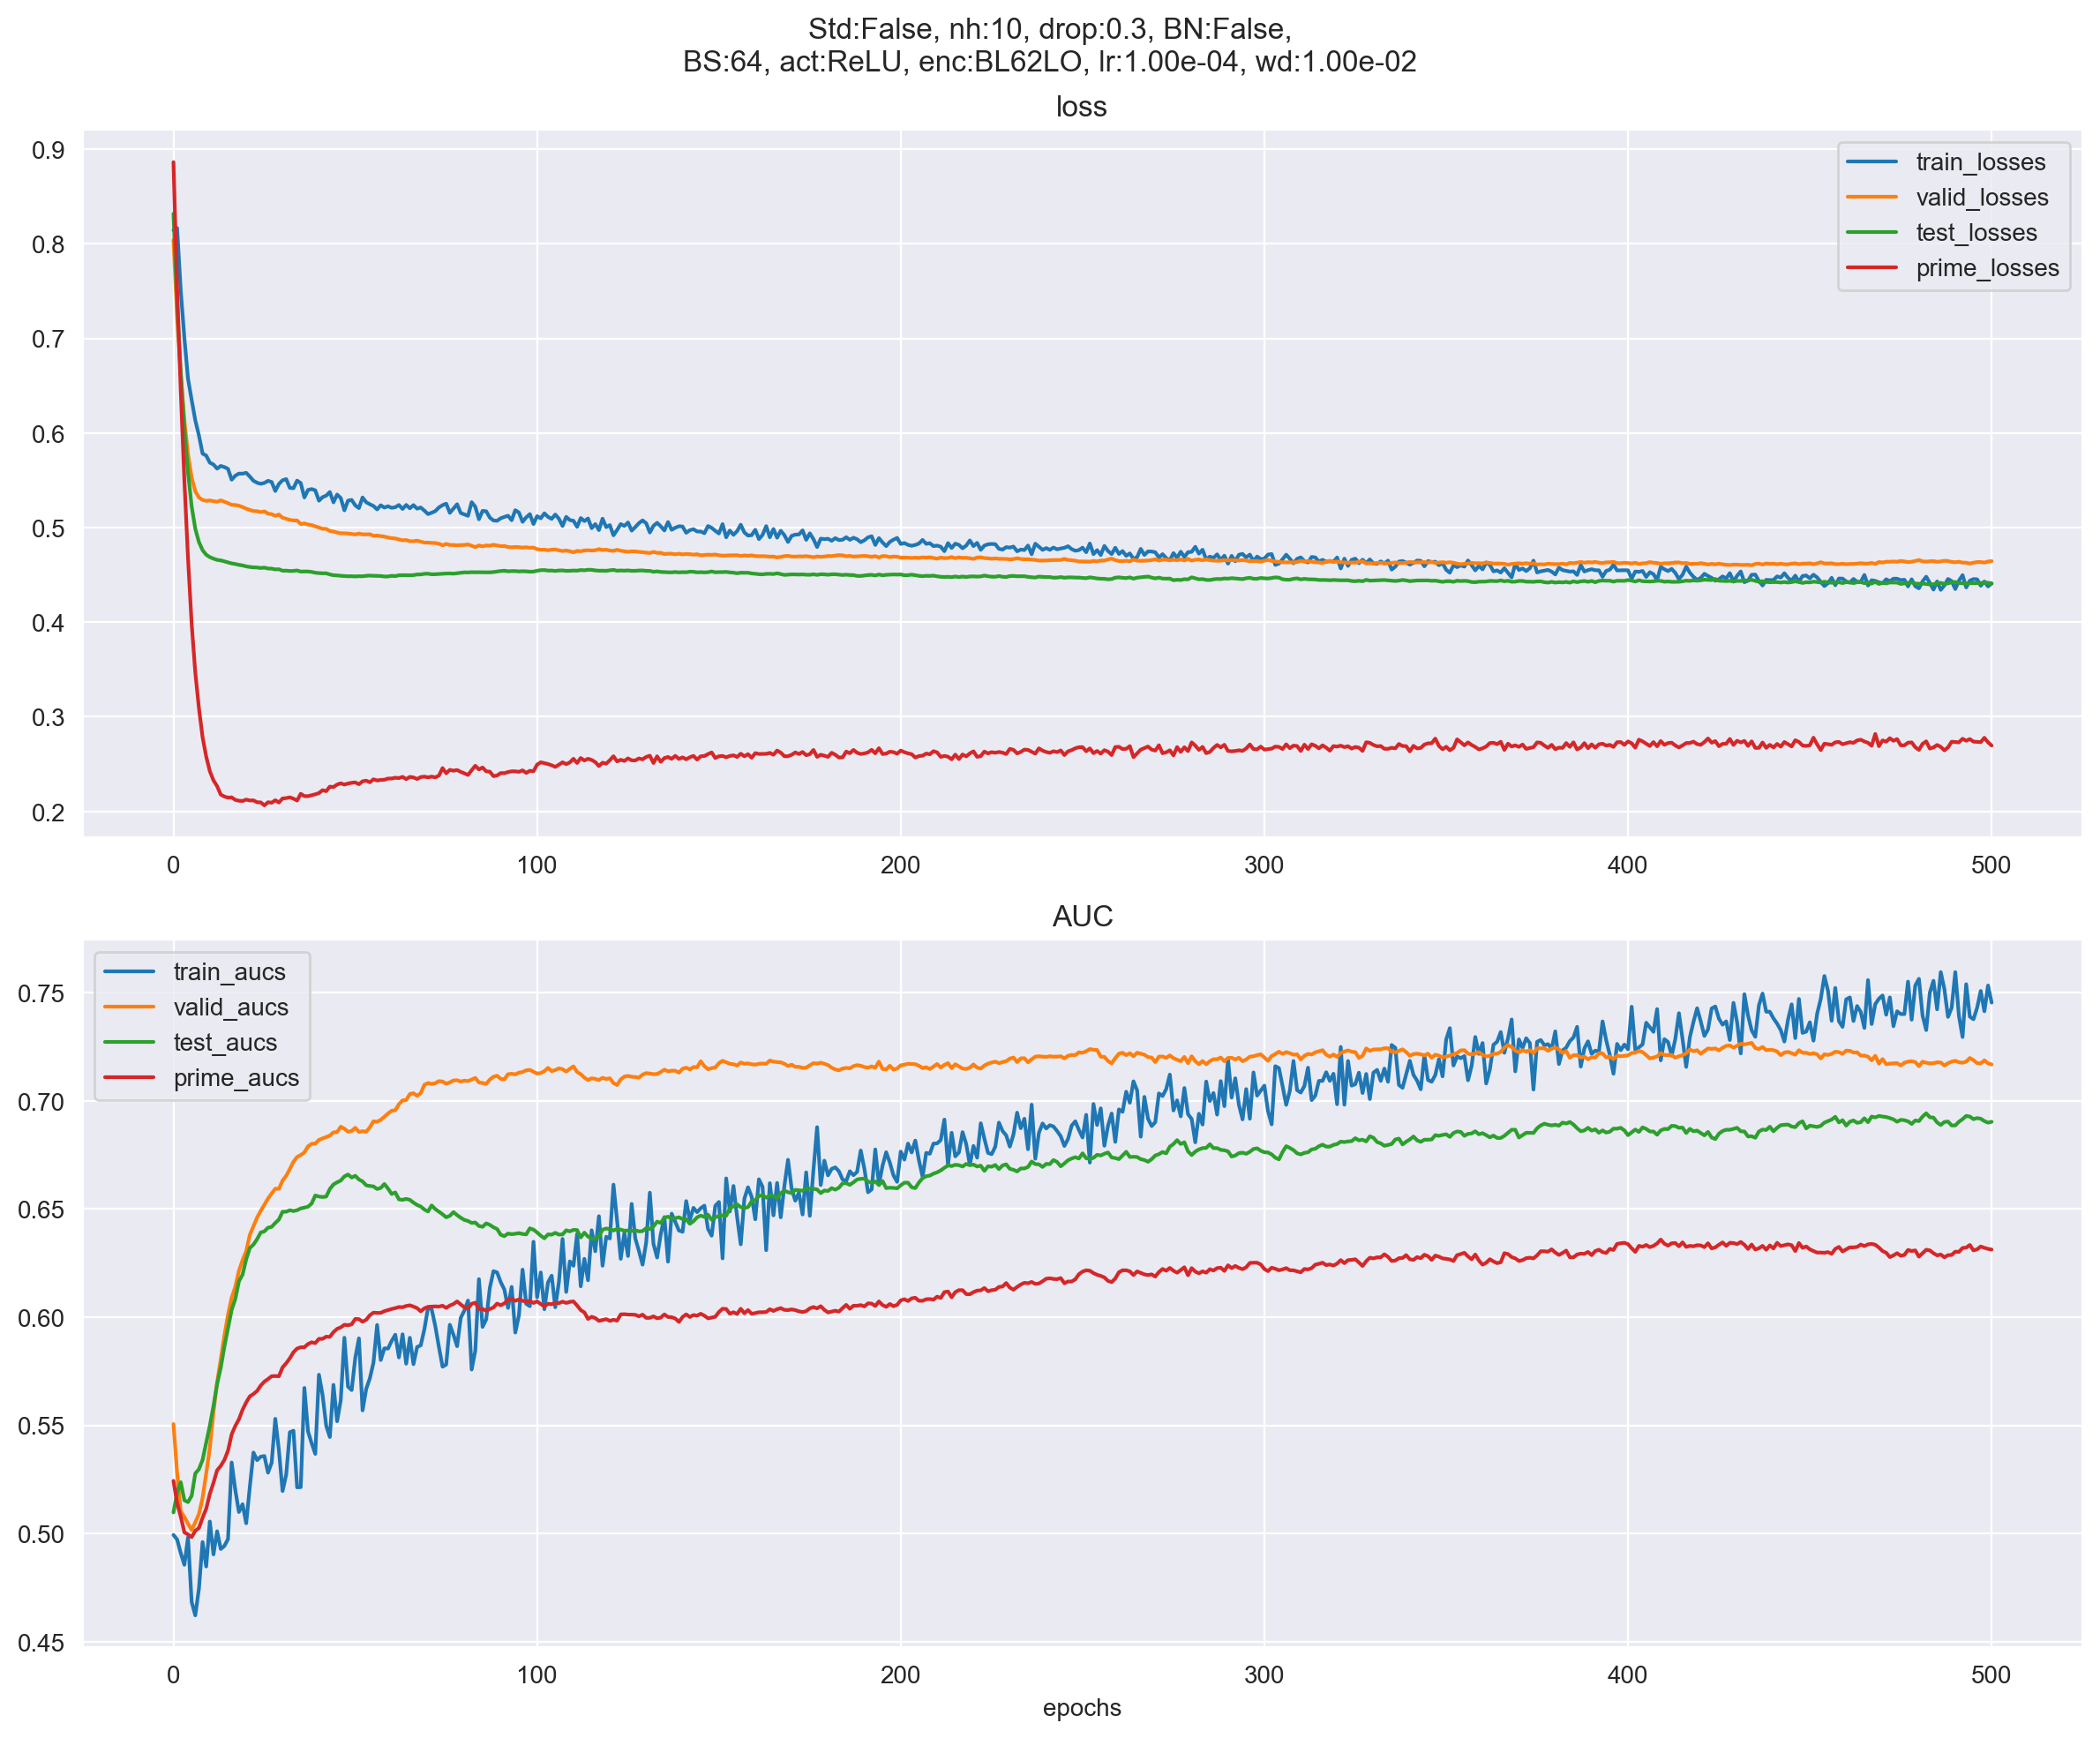 Std:False, nh:10, drop:0.3, BN:False,
BS:64, act:ReLU, enc:BL62LO, lr:1.00e-04, wd:1.00e-02
loss
0.9
0.8
0.7
0.6
0.5
0.4
0.3
0.2
train_losses
valid_losses
test_losses
prime_losses
0 100 200 300 400 500
AUC
0.75
0.70
0.65
0.60
0.55
0.50
0.45
train_aucs
valid_aucs
test_aucs
prime_aucs
0 100 200 300 400 500
epochs